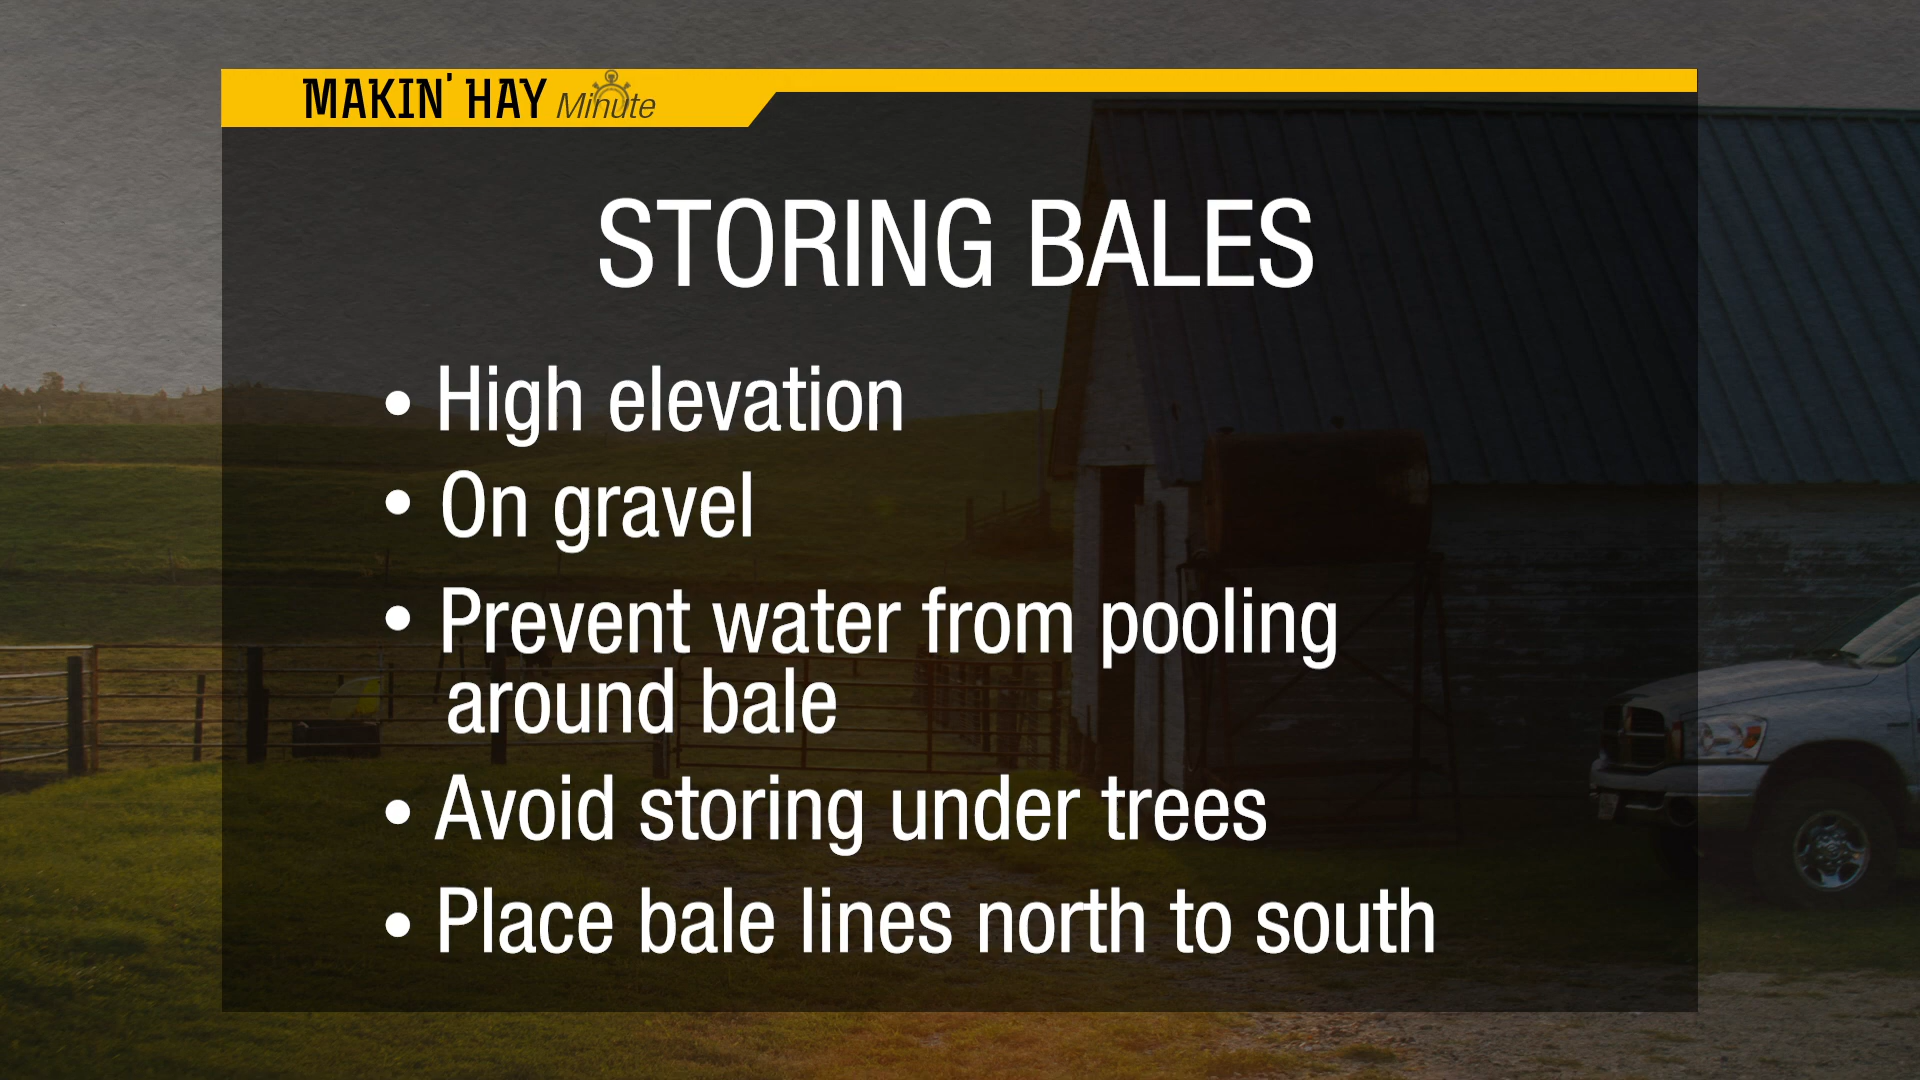 MAKIN' HAY Minute
STORING BALES
• High elevation
• On gravel
• Prevent water from pooling
around bale
• Avoid storing under trees
• Place bale lines north to south